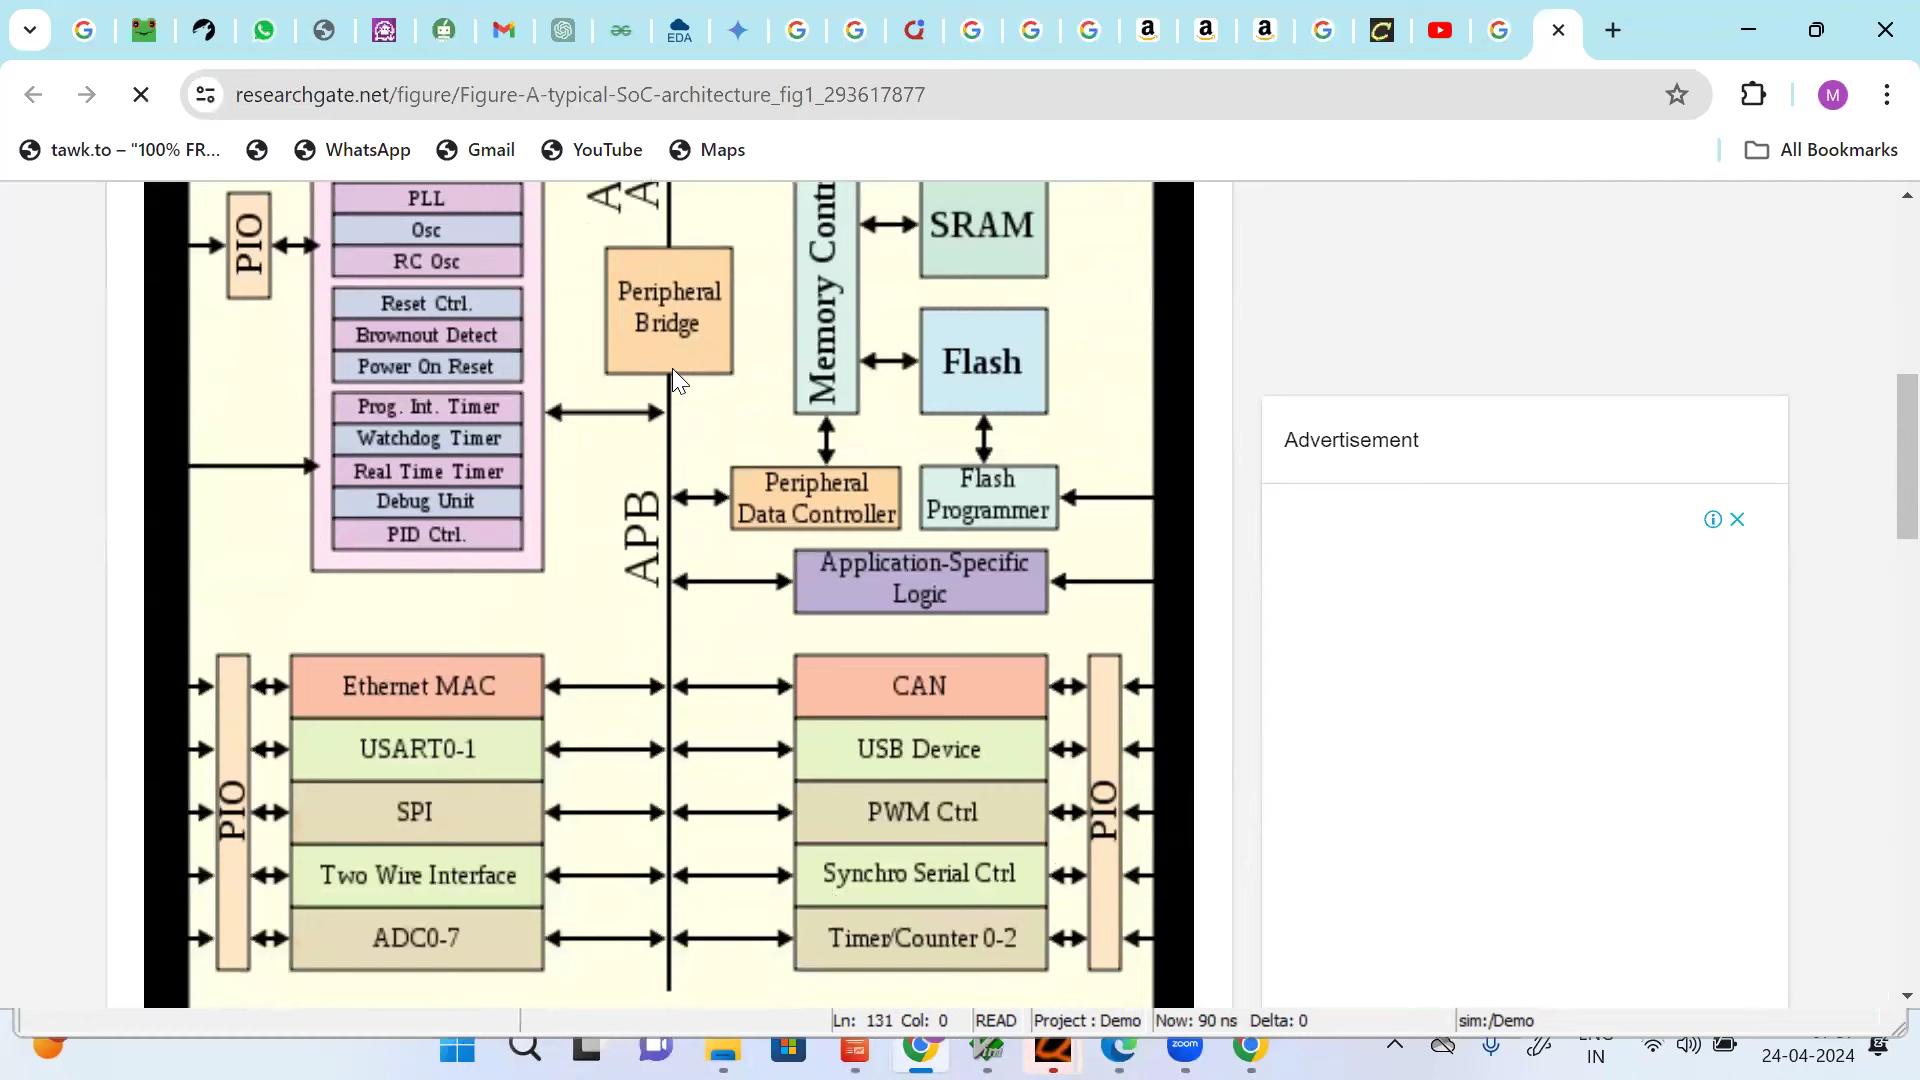 EDA
researchgate.net/figure/Figure-A-typical-SoC-architecture_fig1_293617877
M
tawk.to – "100% FR...
WhatsApp
Gmail
YouTube
Maps
All Bookmarks
PIO
PLL
Osc
RC Osc
Reset Ctrl.
Brownout Detect
Power On Reset
Prog. Int. Timer
Watchdog Timer
Real Time Timer
Debug Unit
PID Ctrl.
Peripheral
Bridge
APB
SRAM
Flash
Peripheral
Data Controller
Flash
Programmer
Application-Specific
Logic
PIO
Ethernet MAC
USART0-1
SPI
Two Wire Interface
ADC0-7
CAN
USB Device
PWM Ctrl
Synchro Serial Ctrl
Timer/Counter 0-2
PIO
Advertisement
Ln: 131 Col: 0
READ
Project : Demo
Now: 90 ns Delta: 0
sim:/Demo
zoom
IN
24-04-2024